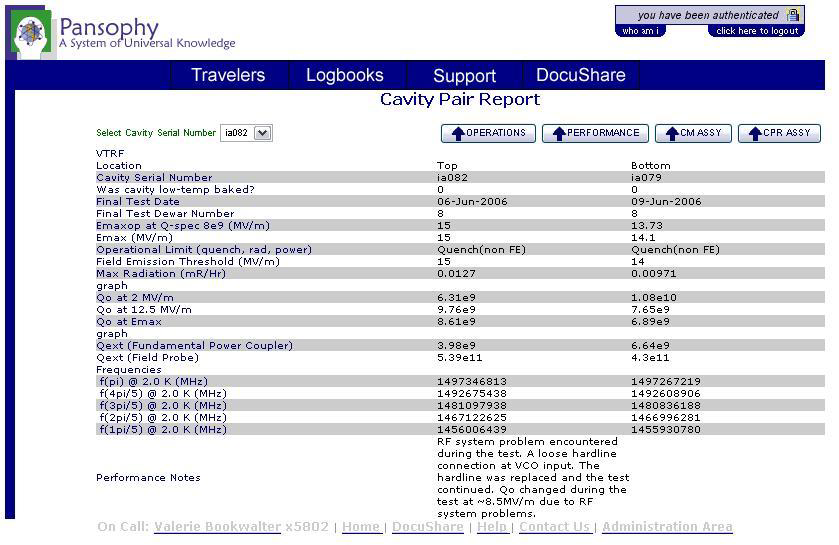 you have been authenticated
Pansophy
A System of Universal Knowledge
who am i
click here to logout
Travelers Logbooks Support DocuShare
Cavity Pair Report
Select Cavity Serial Number ia082 OPERATIONS PERFORMANCE CM ASSY CPR ASSY
VTRF
Location Top Bottom
Cavity Serial Number ia082 ia079
Was cavity low-temp baked? 0 0
Final Test Date 06-Jun-2006 09-Jun-2006
Final Test Dewar Number 8 8
Emaxop at Q-spec 8e9 (MV/m) 15 13.73
Emax (MV/m) 15 14.1
Operational Limit (quench, rad, power) Quench(non FE) Quench(non FE)
Field Emission Threshold (MV/m) 15 14
Max Radiation (mR/Hr) 0.0127 0.00971
graph
Qo at 2 MV/m 6.31e9 1.08e10
Qo at 12.5 MV/m 9.76e9 7.65e9
Qo at Emax 8.61e9 6.89e9
graph
Qext (Fundamental Power Coupler) 3.98e9 6.64e9
Qext (Field Probe) 5.39e11 4.3e11
Frequencies
f(pi) @ 2.0 K (MHz) 1497346813 1497267219
f(4pi/5) @ 2.0 K (MHz) 1492675438 1492608906
f(3pi/5) @ 2.0 K (MHz) 1481097938 1480836188
f(2pi/5) @ 2.0 K (MHz) 1467122625 1466996281
f(1pi/5) @ 2.0 K (MHz) 1456006439 1455930780
Performance Notes
RF system problem encountered
during the test. A loose hardline
connection at VCO input. The
hardline was replaced and the test
continued. Qo changed during the
test at ~8.5MV/m due to RF
system problems.
On Call: Valerie Bookwalter x5802 | Home | DocuShare | Help | Contact Us | Administration Area